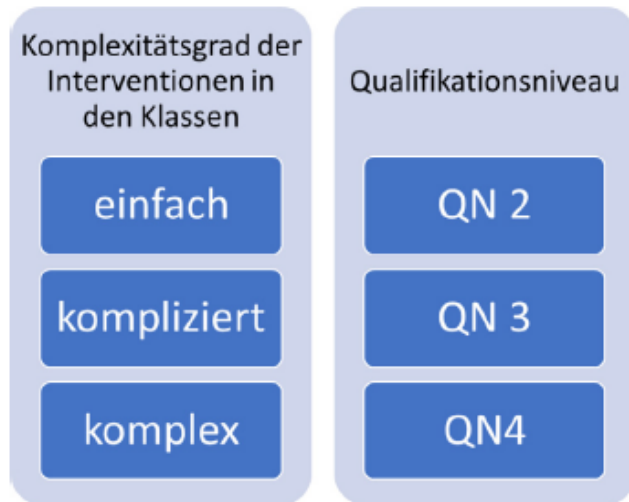 Komplexitätsgrad der
Interventionen in
den Klassen
einfach
kompliziert
komplex
Qualifikationsniveau
QN 2
QN 3
QN4